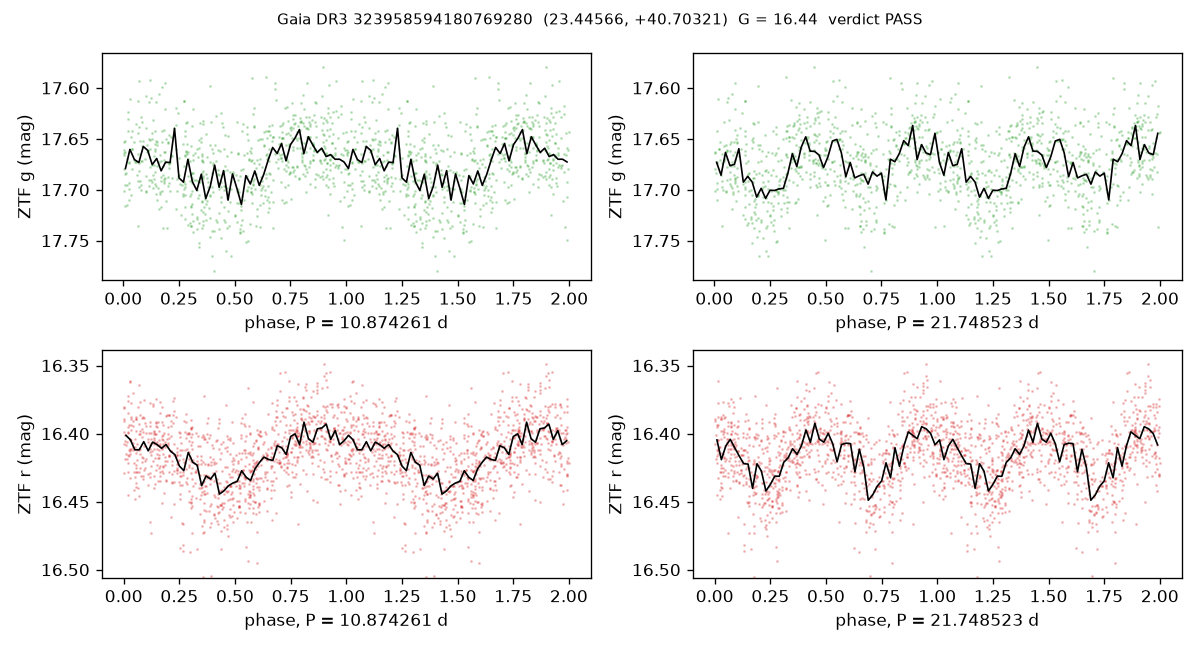 Gaia DR3 323958594180769280 (23.44566, +40.70321) G = 16.44 verdict PASS
ZTF g (mag)
17.60
17.65
17.70
17.75
0.00 0.25 0.50 0.75 1.00 1.25 1.50 1.75 2.00
phase, P = 10.874261 d
ZTF g (mag)
17.60
17.65
17.70
17.75
0.00 0.25 0.50 0.75 1.00 1.25 1.50 1.75 2.00
phase, P = 21.748523 d
ZTF r (mag)
16.35
16.40
16.45
16.50
0.00 0.25 0.50 0.75 1.00 1.25 1.50 1.75 2.00
phase, P = 10.874261 d
ZTF r (mag)
16.35
16.40
16.45
16.50
0.00 0.25 0.50 0.75 1.00 1.25 1.50 1.75 2.00
phase, P = 21.748523 d